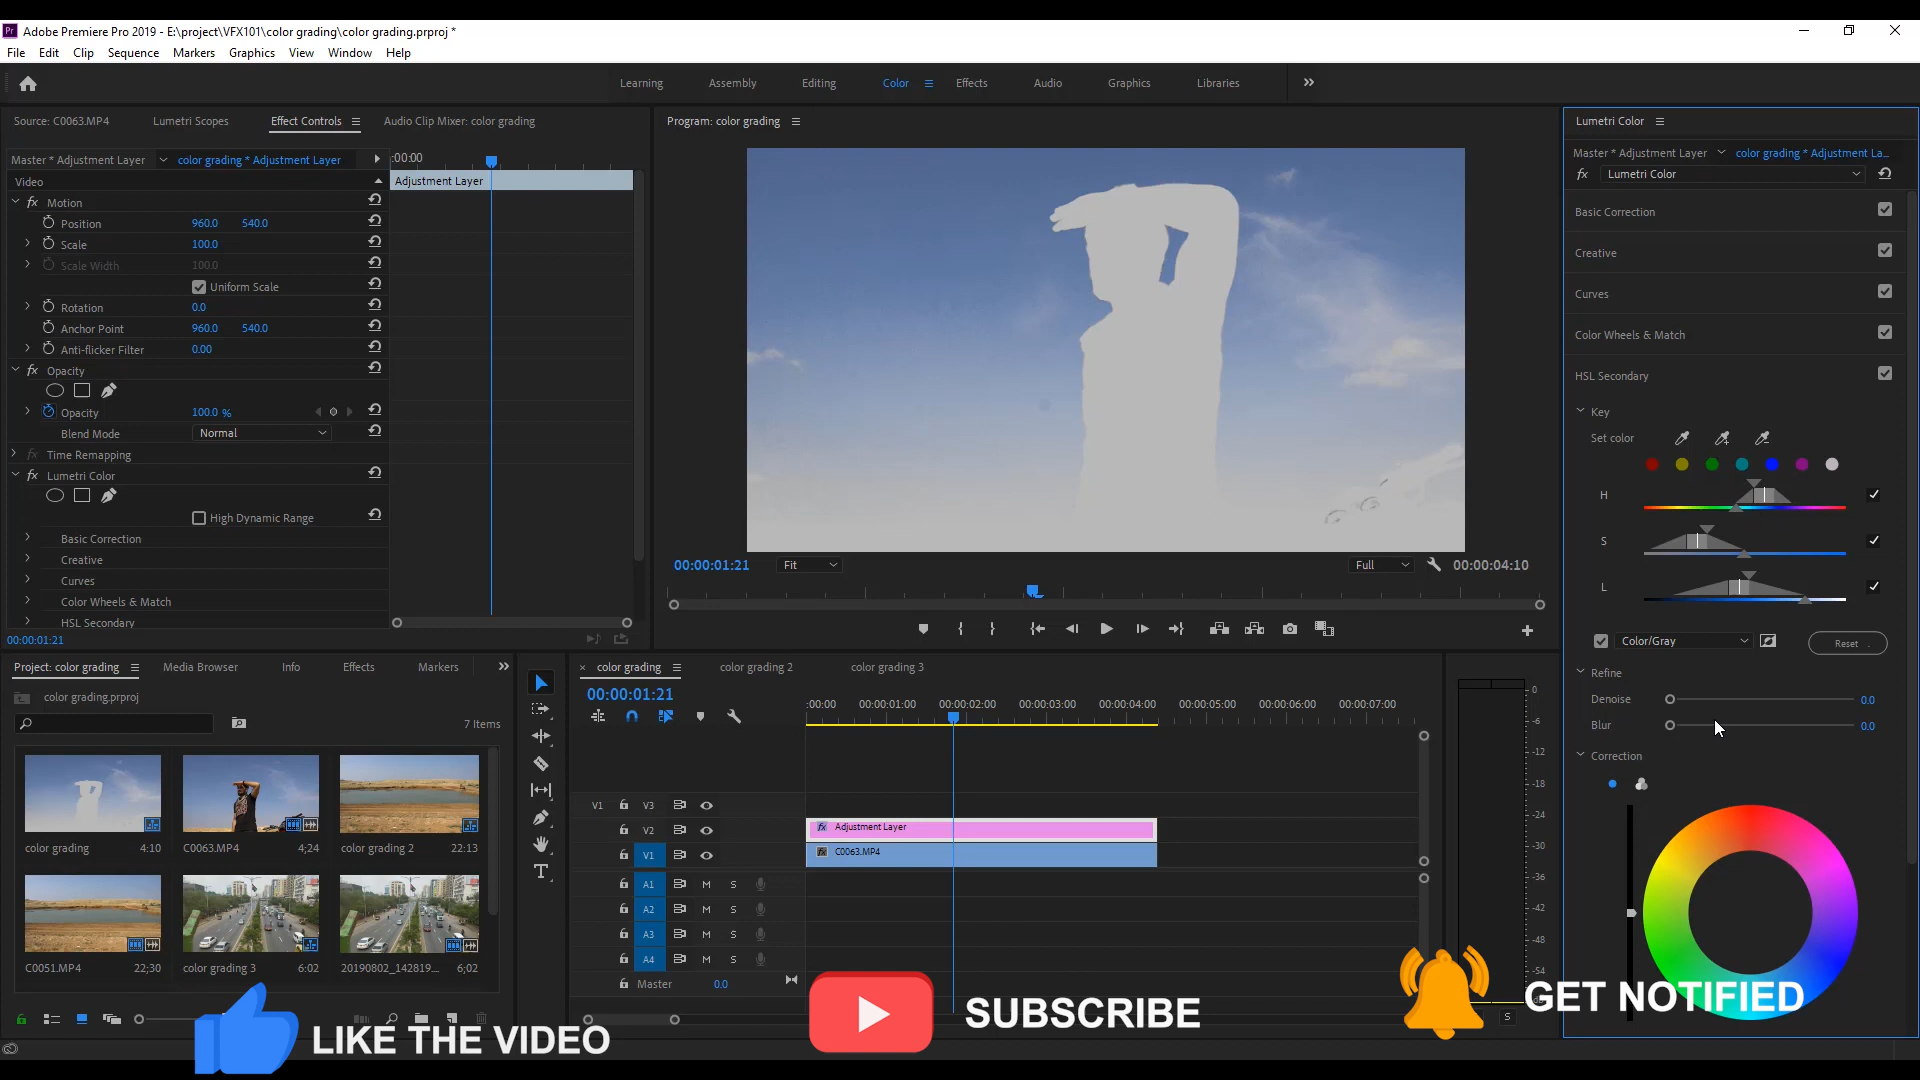 Adobe Premiere Pro 2019 - E:\project\VFX101\color grading\color grading.prproj *
File Edit Clip Sequence Markers Graphics View Window Help
Learning Assembly Editing Color Effects Audio Graphics Libraries
Source: C0063.MP4 Lumetri Scopes Effect Controls Audio Clip Mixer: color grading
Master * Adjustment Layer color grading * Adjustment Layer :00:00
Video Adjustment Layer
fx Motion
Position 960.0 540.0
Scale 100.0
Scale Width 100.0
Uniform Scale
Rotation 0.0
Anchor Point 960.0 540.0
Anti-flicker Filter 0.00
fx Opacity
Opacity 100.0 %
Blend Mode Normal
fx Time Remapping
fx Lumetri Color
High Dynamic Range
Basic Correction
Creative
Curves
Color Wheels & Match
HSL Secondary
00:00:01:21
Program: color grading
00:00:01:21 Fit Full 00:00:04:10
Lumetri Color
Master * Adjustment Layer color grading * Adjustment La...
fx Lumetri Color
Basic Correction
Creative
Curves
Color Wheels & Match
HSL Secondary
Key
Set color
H
S
L
Color/Gray Reset
Refine
Denoise 0.0
Blur 0.0
Correction
Project: color grading Media Browser Info Effects Markers
color grading.prproj
7 Items
color grading 4:10 C0063.MP4 4;24 color grading 2 22:13
C0051.MP4 22;30 color grading 3 6:02 20190802_142819... 6;02
color grading color grading 2 color grading 3
00:00:01:21
:00:00 00:00:01:00 00:00:02:00 00:00:03:00 00:00:04:00 00:00:05:00 00:00:06:00 00:00:07:00
V1 V3
V2 fx Adjustment Layer
V1 fx C0063.MP4
A1 M S
A2 M S
A3 M S
A4 M S
Master 0.0
0
-6
-12
-18
-24
-30
-36
-42
-48
-54
S
LIKE THE VIDEO
SUBSCRIBE
GET NOTIFIED